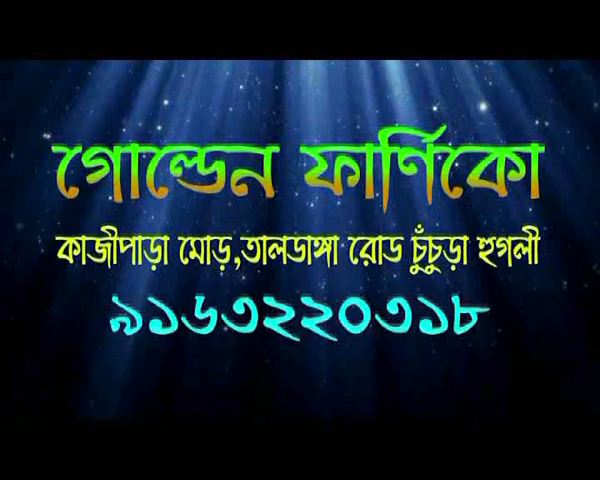 গোল্ডেন ফার্ণিকো
কাজীপাড়া মোড়,তালডাঙ্গা রোড চুঁচুড়া হুগলী
৯১৬৩২২০৩১৮